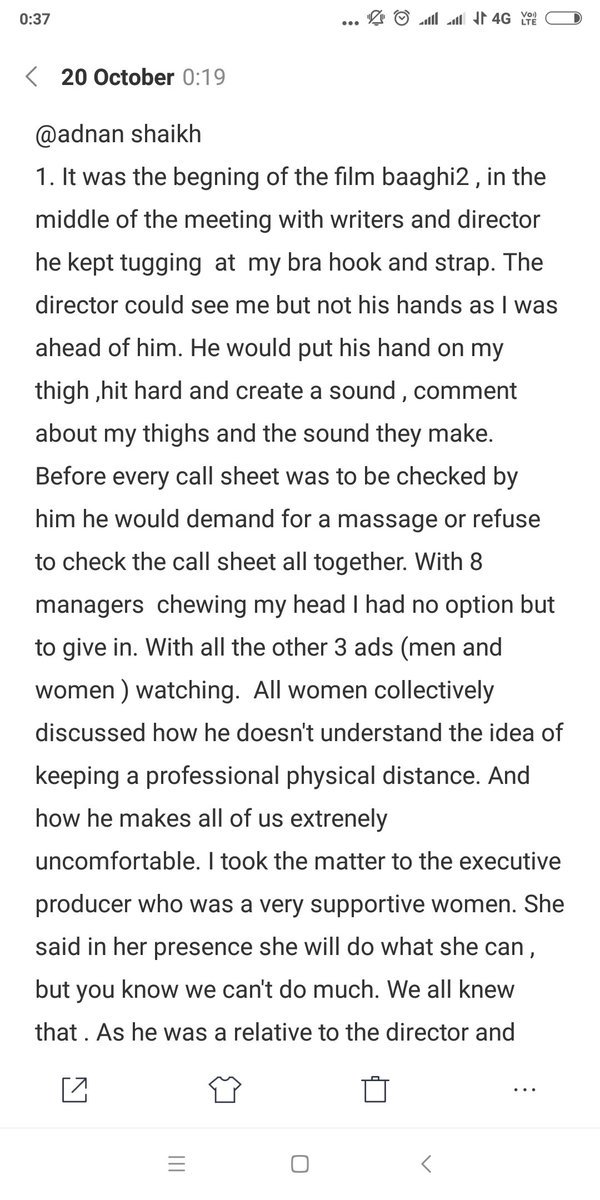 0:37
... 4G Vo) LTE
20 October 0:19
@adnan shaikh
1. It was the begning of the film baaghi2 , in the
middle of the meeting with writers and director
he kept tugging  at  my bra hook and strap. The
director could see me but not his hands as I was
ahead of him. He would put his hand on my
thigh ,hit hard and create a sound , comment
about my thighs and the sound they make.
Before every call sheet was to be checked by
him he would demand for a massage or refuse
to check the call sheet all together. With 8
managers  chewing my head I had no option but
to give in. With all the other 3 ads (men and
women ) watching.  All women collectively
discussed how he doesn't understand the idea of
keeping a professional physical distance. And
how he makes all of us extrenely
uncomfortable. I took the matter to the executive
producer who was a very supportive women. She
said in her presence she will do what she can ,
but you know we can't do much. We all knew
that . As he was a relative to the director and